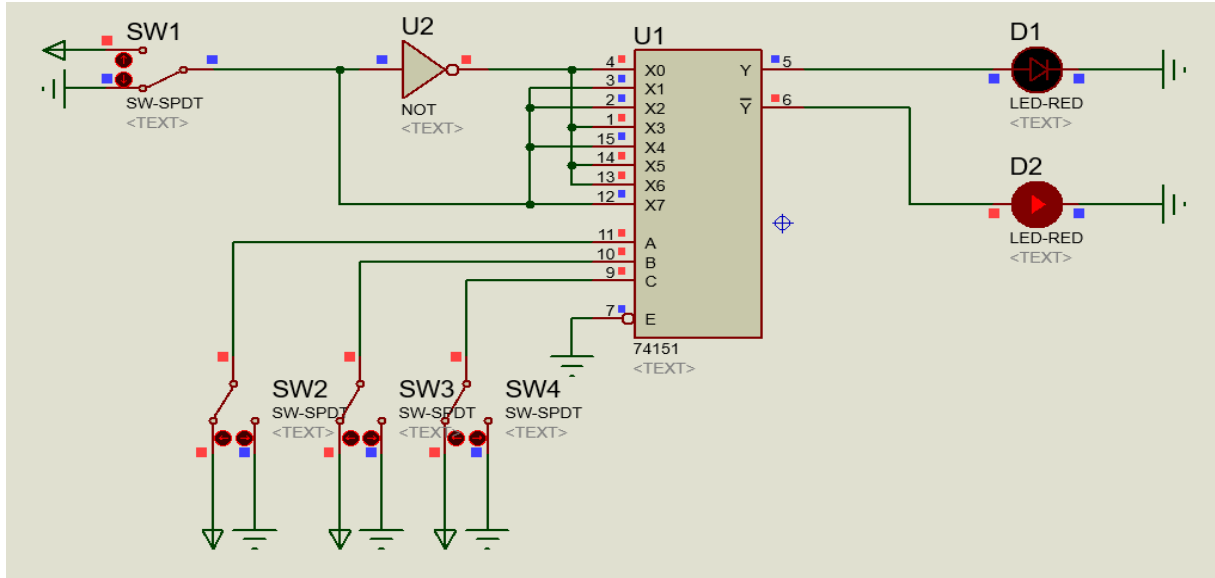 SW1
SW-SPDT
<TEXT>
U2
NOT
<TEXT>
U1
4 X0 Y 5
3 X1
2 X2 Y 6
1 X3
15 X4
14 X5
13 X6
12 X7
11 A
10 B
9 C
7 E
74151
<TEXT>
D1
LED-RED
<TEXT>
D2
LED-RED
<TEXT>
SW2
SW-SPDT
<TEXT>
SW3
SW-SPDT
<TEXT>
SW4
SW-SPDT
<TEXT>